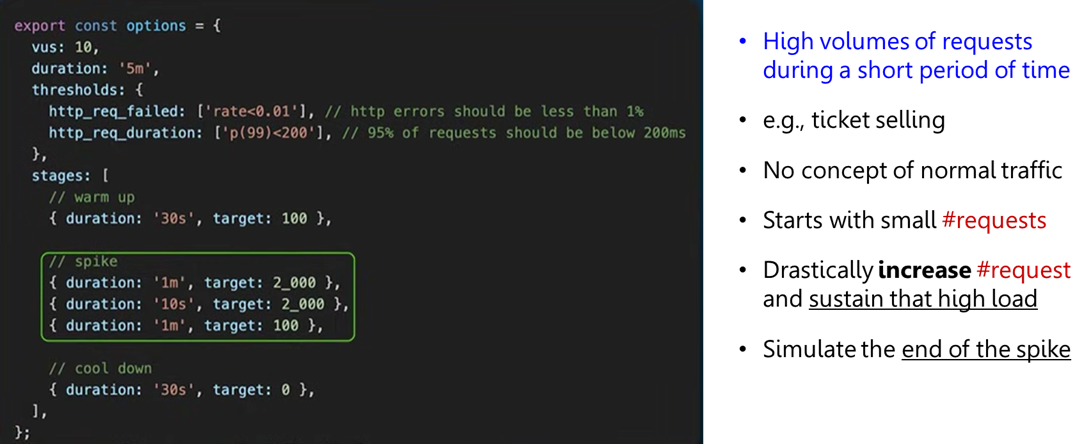 export const options = {
  vus: 10,
  duration: '5m',
  thresholds: {
    http_req_failed: ['rate<0.01'], // http errors should be less than 1%
    http_req_duration: ['p(99)<200'], // 95% of requests should be below 200ms
  },
  stages: [
    // warm up
    { duration: '30s', target: 100 },

    // spike
    { duration: '1m', target: 2_000 },
    { duration: '10s', target: 2_000 },
    { duration: '1m', target: 100 },

    // cool down
    { duration: '30s', target: 0 },
  ],
};
• High volumes of requests
during a short period of time
• e.g., ticket selling
• No concept of normal traffic
• Starts with small #requests
• Drastically increase #request
and sustain that high load
• Simulate the end of the spike